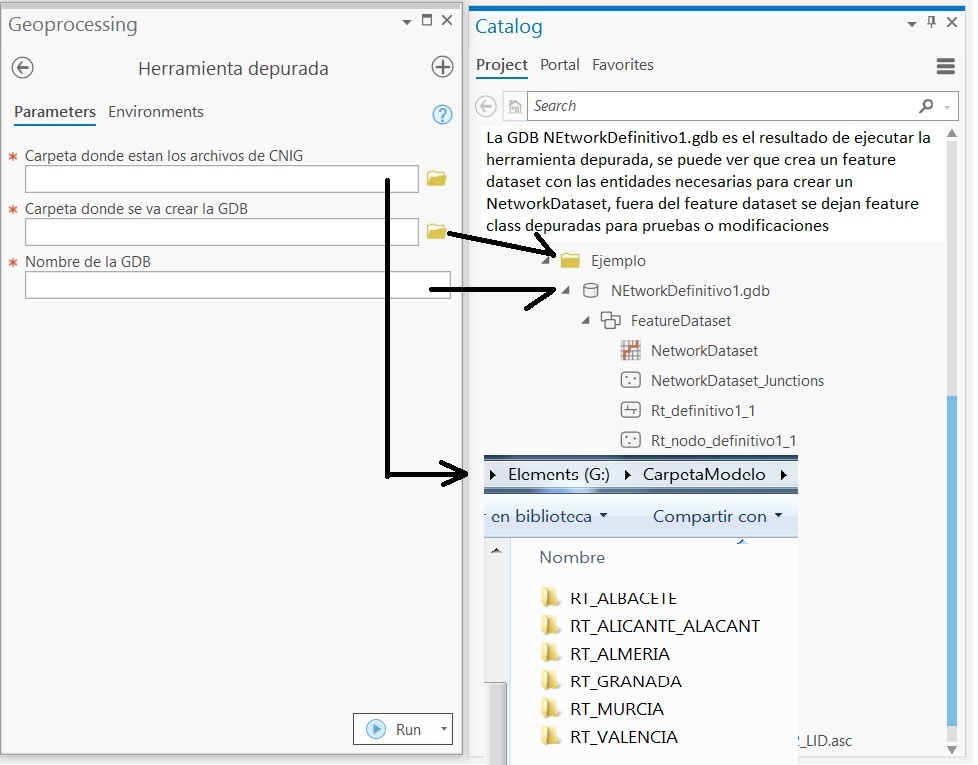 Geoprocessing
Herramienta depurada
Parameters Environments
* Carpeta donde estan los archivos de CNIG
* Carpeta donde se va crear la GDB
* Nombre de la GDB
Run
Catalog
Project Portal Favorites
Search
La GDB NEtworkDefinitivo1.gdb es el resultado de ejecutar la
herramienta depurada, se puede ver que crea un feature
dataset con las entidades necesarias para crear un
NetworkDataset, fuera del feature dataset se dejan feature
class depuradas para pruebas o modificaciones
Ejemplo
NEtworkDefinitivo1.gdb
FeatureDataset
NetworkDataset
NetworkDataset_Junctions
Rt_definitivo1_1
Rt_nodo_definitivo1_1
Elements (G:) CarpetaModelo
en biblioteca Compartir con
Nombre
RT_ALBACETE
RT_ALICANTE_ALACANT
RT_ALMERIA
RT_GRANADA
RT_MURCIA
RT_VALENCIA
2_LID.asc